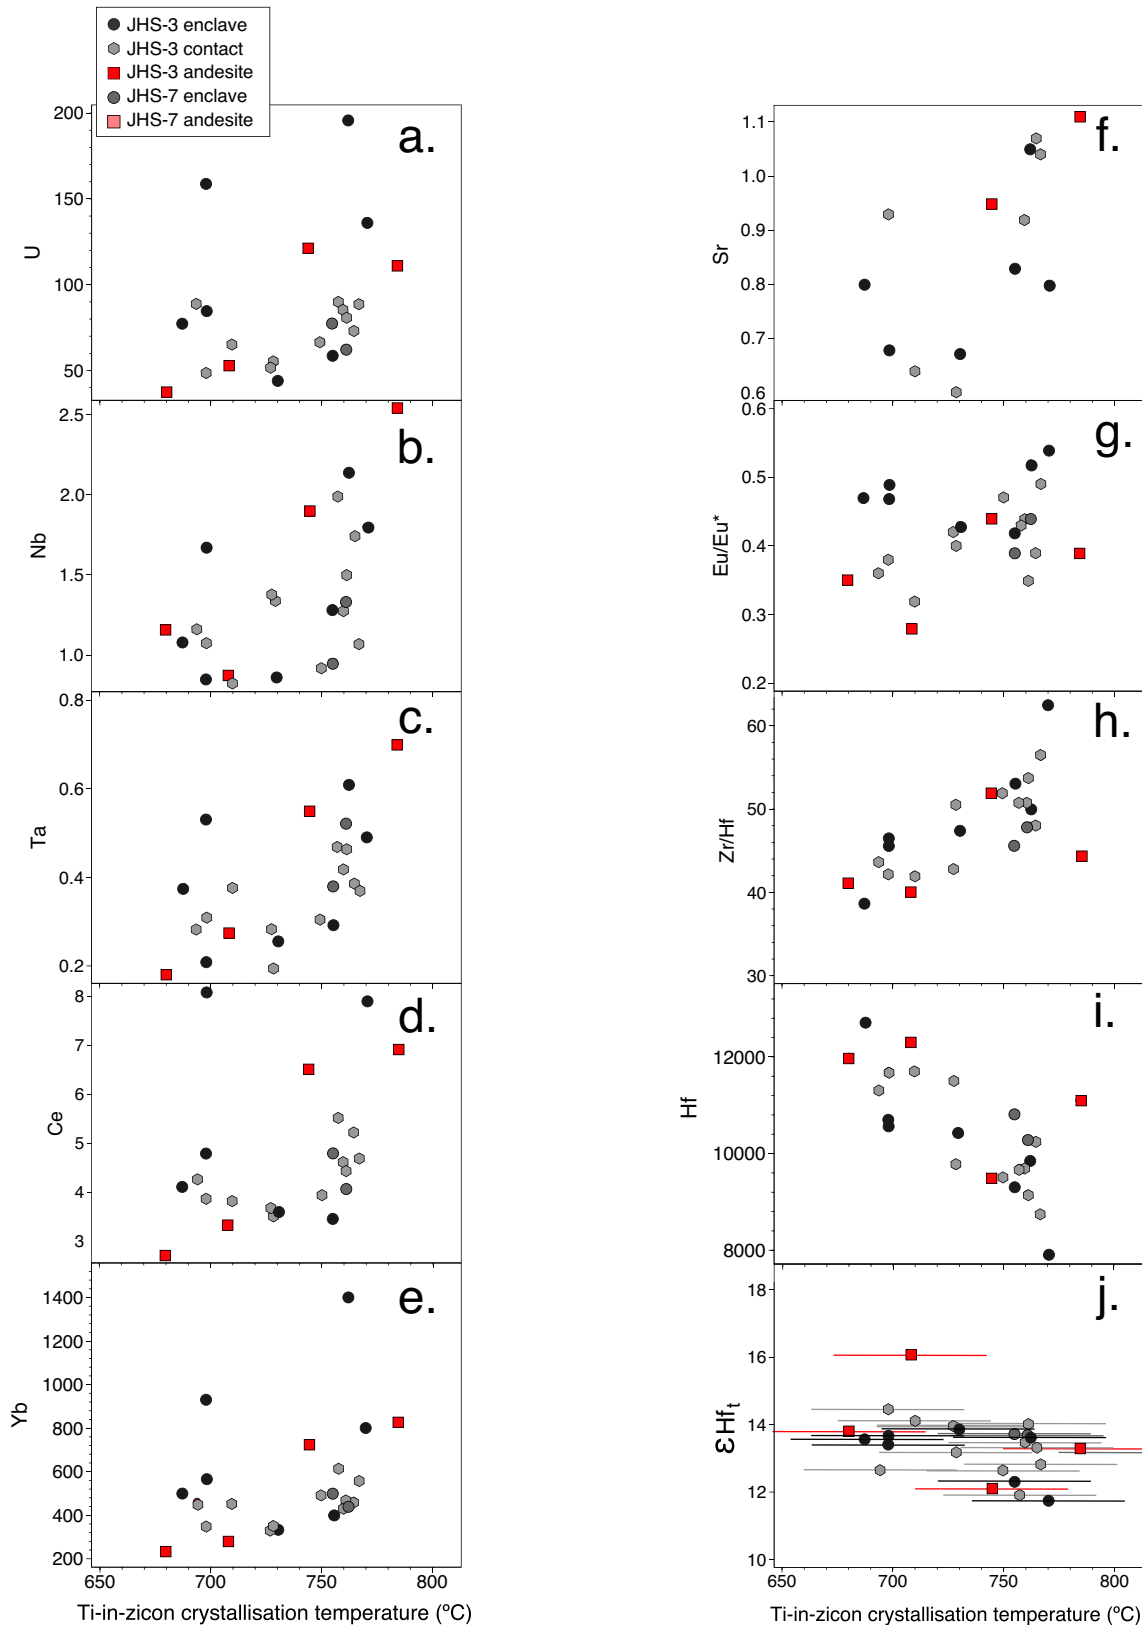 JHS-3 enclave
JHS-3 contact
JHS-3 andesite
JHS-7 enclave
JHS-7 andesite
a.
U
200
150
100
50
b.
Nb
2.5
2.0
1.5
1.0
c.
Ta
0.8
0.6
0.4
0.2
d.
Ce
8
7
6
5
4
3
e.
Yb
1400
1200
1000
800
600
400
200
650 700 750 800
Ti-in-zicon crystallisation temperature (ºC)
f.
Sr
1.1
1.0
0.9
0.8
0.7
0.6
g.
Eu/Eu*
0.6
0.5
0.4
0.3
0.2
h.
Zr/Hf
60
50
40
30
i.
Hf
12000
10000
8000
j.
εHft
18
16
14
12
10
650 700 750 800
Ti-in-zicon crystallisation temperature (ºC)